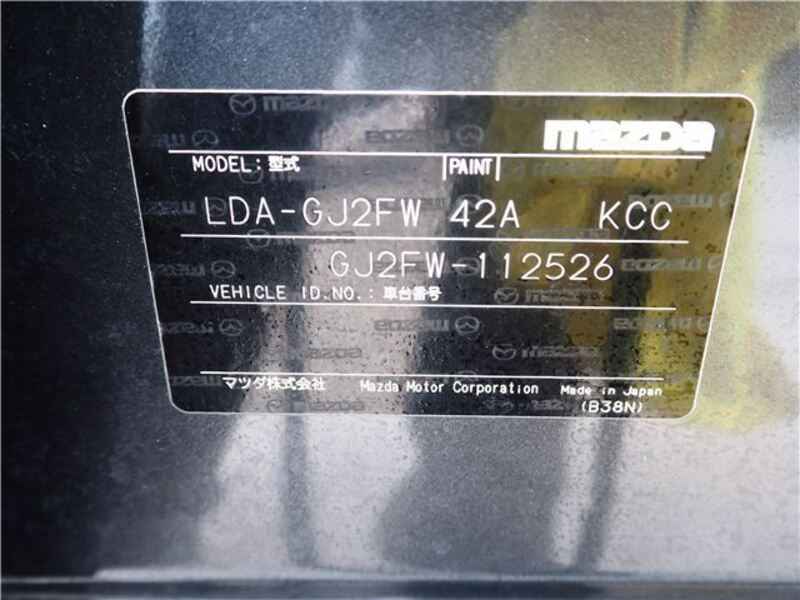 mazda
MODEL: 型式 PAINT
LDA-GJ2FW 42A KCC
GJ2FW-112526
VEHICLE ID.NO.: 車台番号
マツダ株式会社 Mazda Motor Corporation Made in Japan
(B38N)